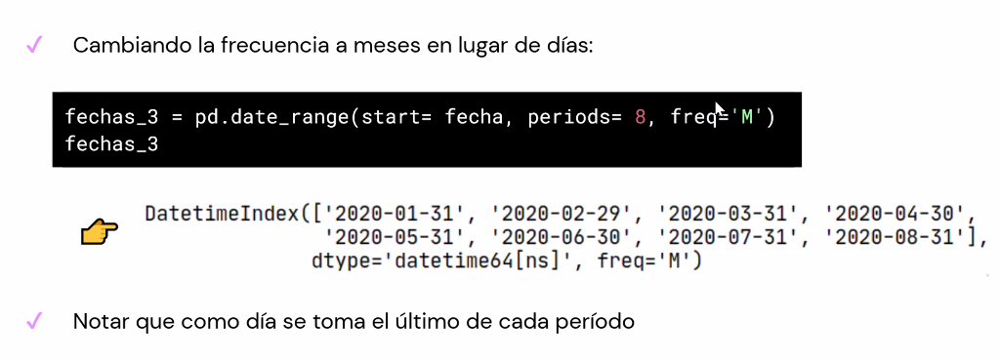 Cambiando la frecuencia a meses en lugar de días:
fechas_3 = pd.date_range(start= fecha, periods= 8, freq='M')
fechas_3
DatetimeIndex(['2020-01-31', '2020-02-29', '2020-03-31', '2020-04-30',
'2020-05-31', '2020-06-30', '2020-07-31', '2020-08-31'],
dtype='datetime64[ns]', freq='M')
Notar que como día se toma el último de cada período